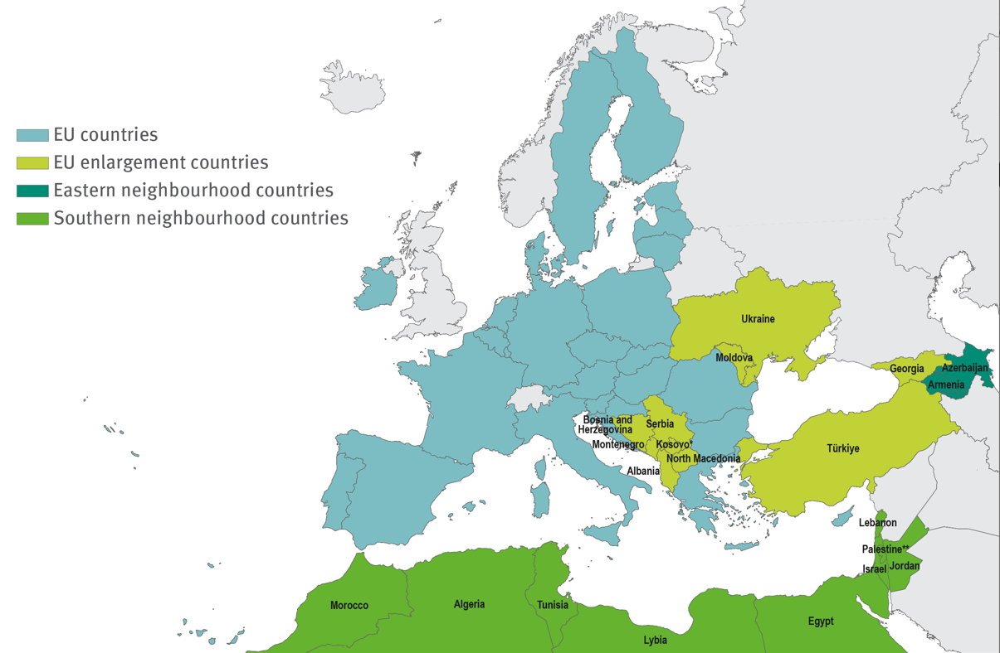 EU countries
EU enlargement countries
Eastern neighbourhood countries
Southern neighbourhood countries
Ukraine
Moldova
Georgia
Azerbaijan
Armenia
Bosnia and
Herzegovina
Serbia
Montenegro
Kosovo*
North Macedonia
Albania
Türkiye
Lebanon
Palestine**
Israel
Jordan
Morocco
Algeria
Tunisia
Lybia
Egypt